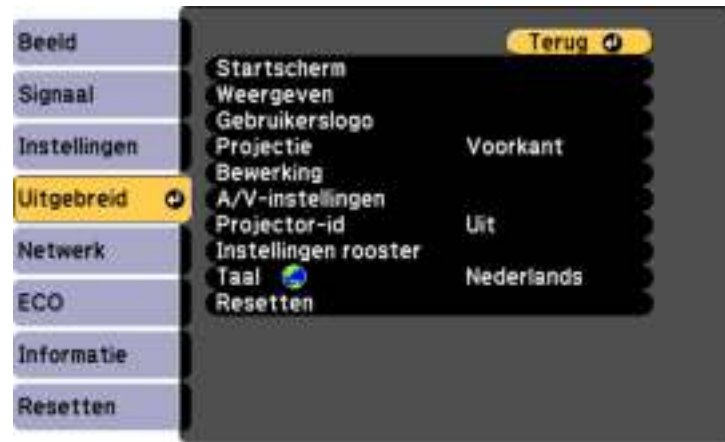 Beeld
Signaal
Instellingen
Uitgebreid
Netwerk
ECO
Informatie
Resetten
Terug
Startscherm
Weergeven
Gebruikerslogo
Projectie Voorkant
Bewerking
A/V-instellingen
Projector-id Uit
Instellingen rooster
Taal Nederlands
Resetten